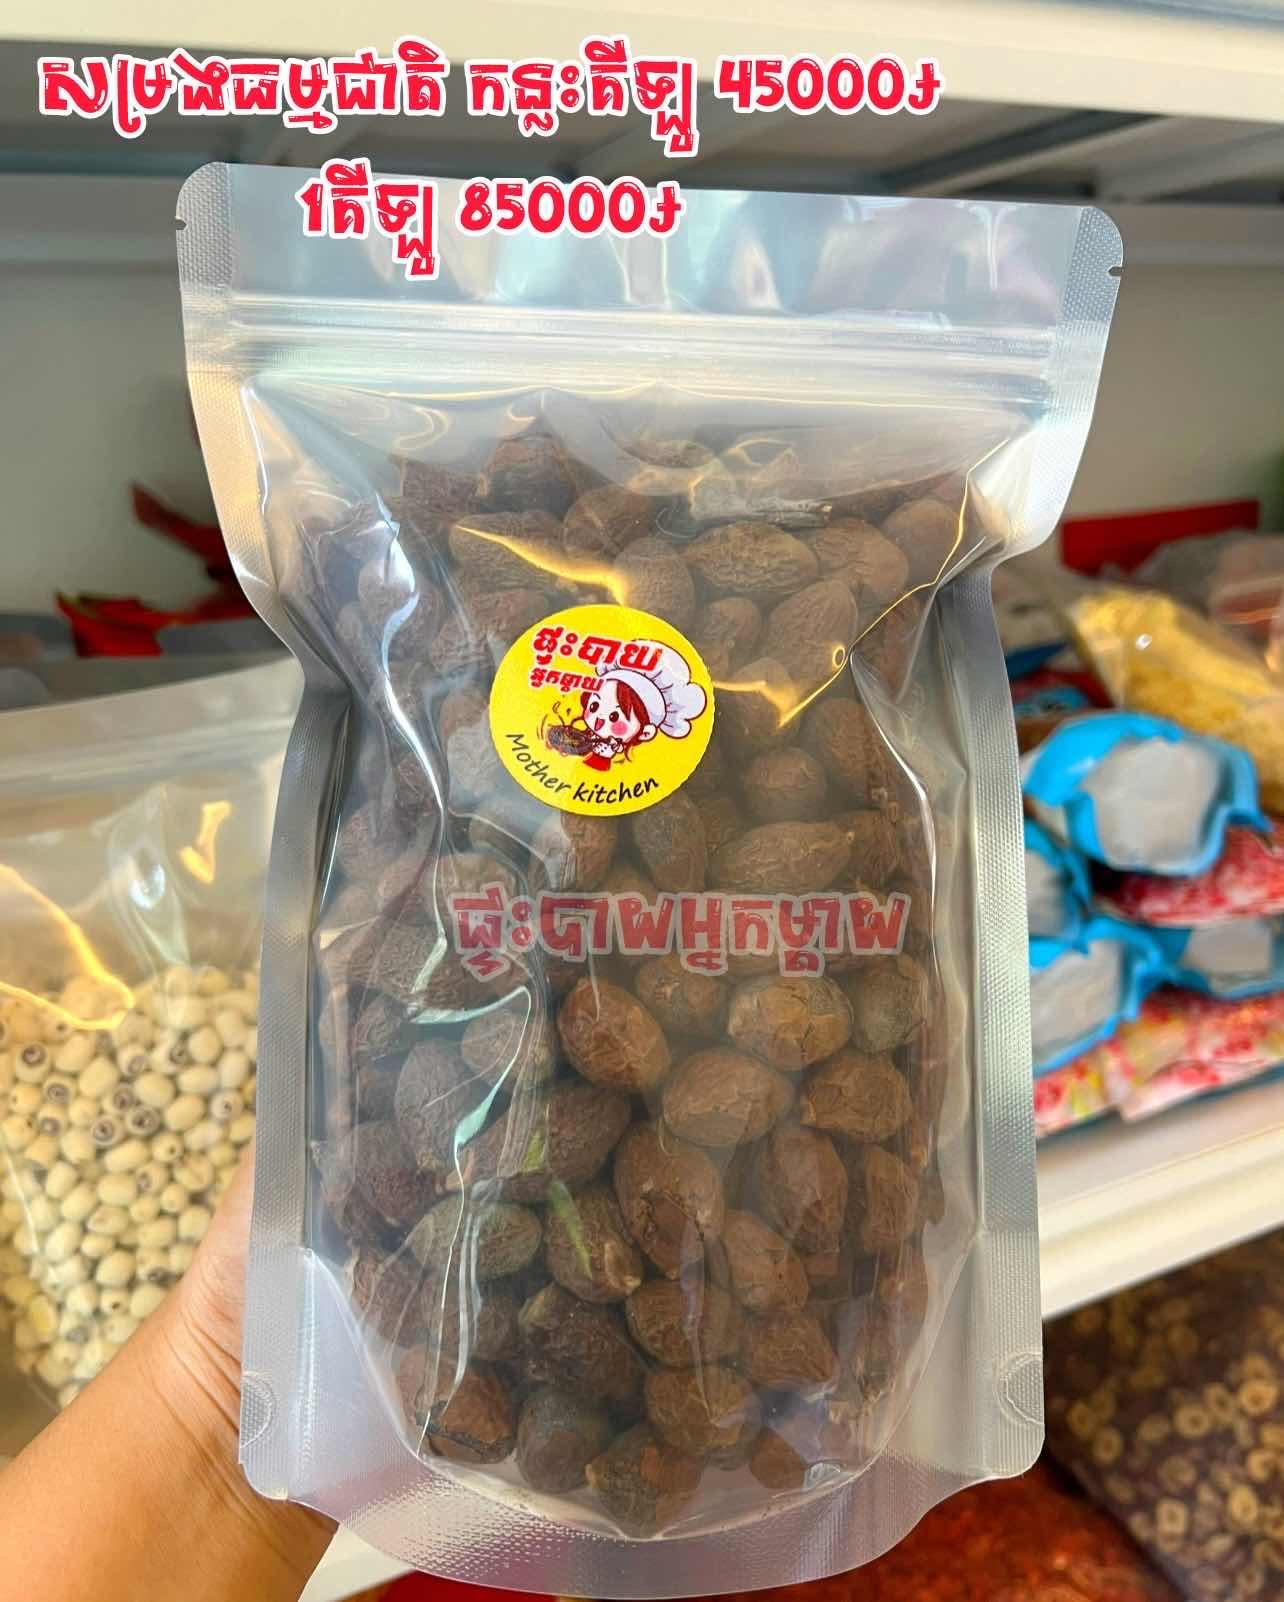 សម្រងធម្មជាតិ កន្លះគីឡូ 45000៛
1គីឡូ 85000៛
ផ្ទះបាយ
អ្នកម្ដាយ
Mother kitchen
ផ្ទះបាយអ្នកម្ដាយ